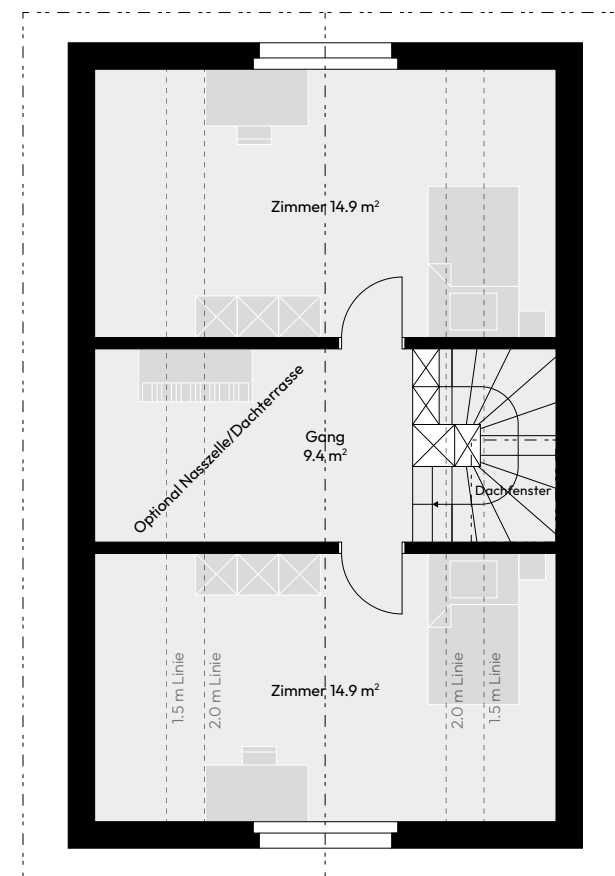 Zimmer 14.9 m²
Optional Nasszelle/Dachterrasse
Gang
9.4 m²
Dachfenster
1.5 m Linie
2.0 m Linie
Zimmer 14.9 m²
2.0 m Linie
1.5 m Linie